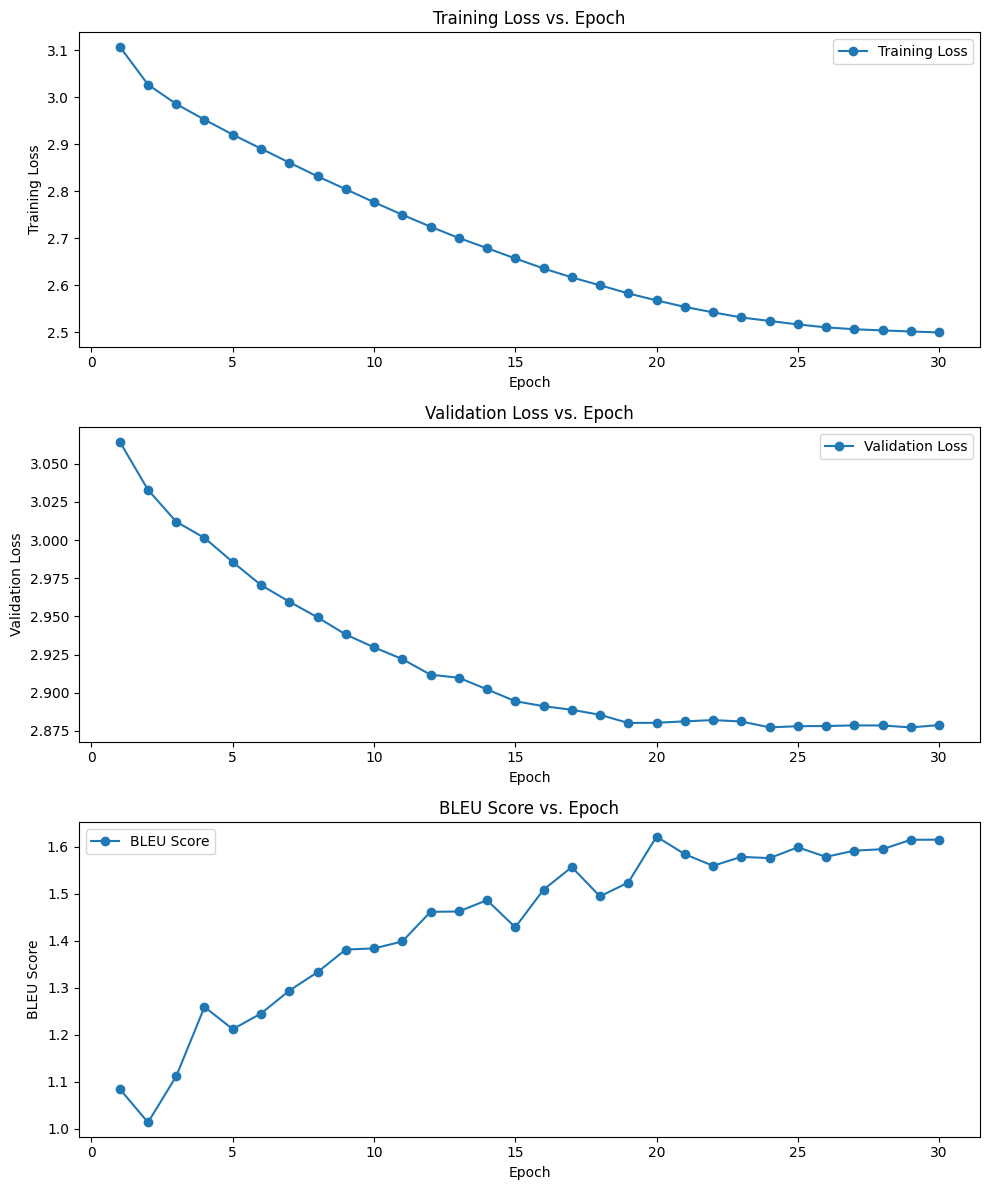 Training Loss vs. Epoch
Training Loss
3.1
3.0
2.9
2.8
2.7
2.6
2.5
Training Loss
0 5 10 15 20 25 30
Epoch
Validation Loss vs. Epoch
Validation Loss
3.050
3.025
3.000
2.975
2.950
2.925
2.900
2.875
Validation Loss
0 5 10 15 20 25 30
Epoch
BLEU Score vs. Epoch
BLEU Score
1.6
1.5
1.4
1.3
1.2
1.1
1.0
BLEU Score
0 5 10 15 20 25 30
Epoch